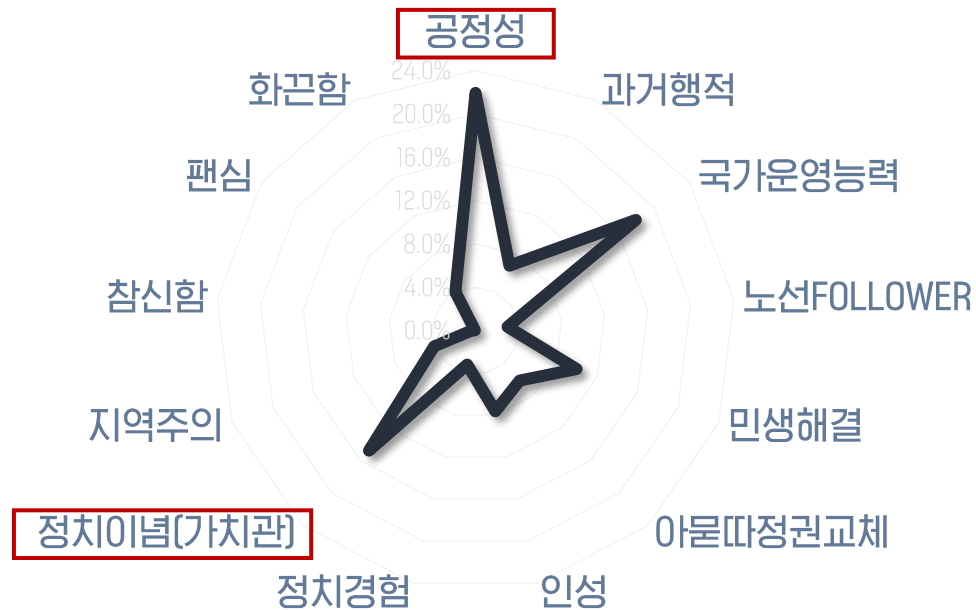 공정성
24.0%
화끈함
과거행적
20.0%
16.0%
팬심
국가운영능력
12.0%
8.0%
참신함
4.0%
노선FOLLOWER
0.0%
지역주의
민생해결
정치이념(가치관)
아묻따정권교체
정치경험
인성